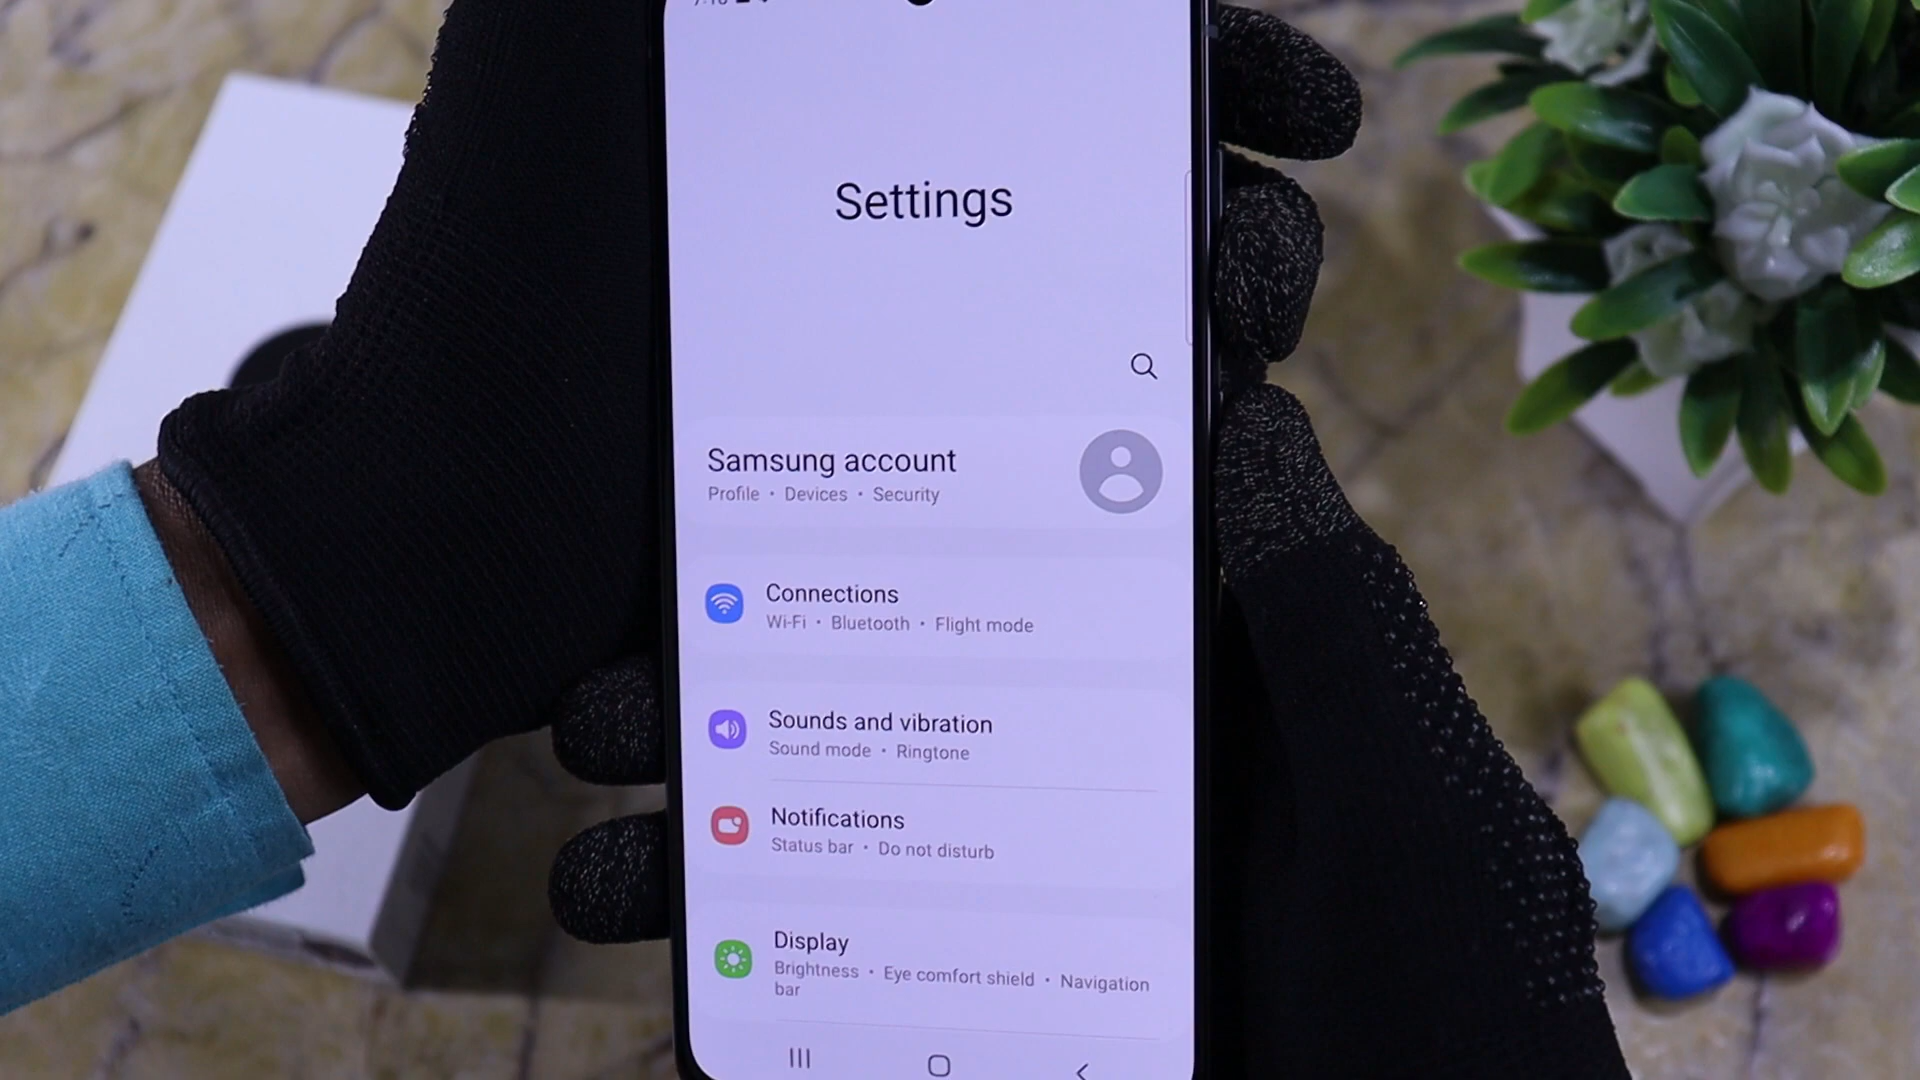 Settings
Samsung account
Profile • Devices • Security
Connections
Wi-Fi • Bluetooth • Flight mode
Sounds and vibration
Sound mode • Ringtone
Notifications
Status bar • Do not disturb
Display
Brightness • Eye comfort shield • Navigation
bar